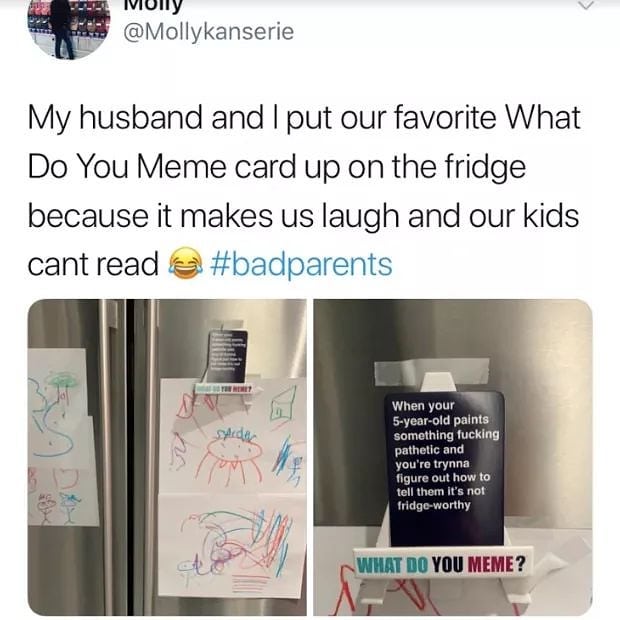 Molly
@Mollykanserie
My husband and I put our favorite What
Do You Meme card up on the fridge
because it makes us laugh and our kids
cant read 😂 #badparents
WHAT DO YOU MEME?
When your
5-year-old paints
something fucking
pathetic and
you're trynna
figure out how to
tell them it's not
fridge-worthy
WHAT DO YOU MEME?